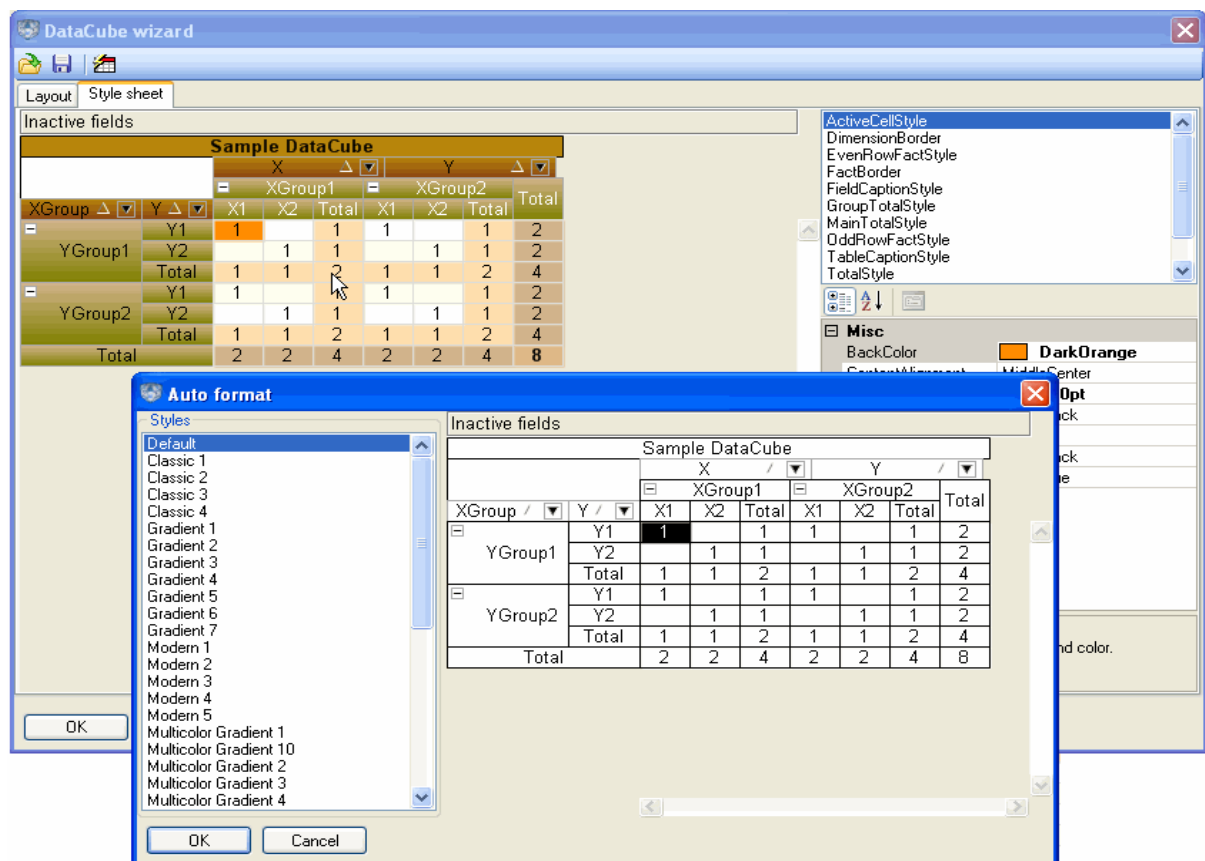 DataCube wizard
Layout Style sheet
Inactive fields
Sample DataCube
X Y
XGroup1 XGroup2 Total
XGroup Y X1 X2 Total X1 X2 Total
YGroup1 Y1 1 1 1 1 2
Y2 1 1 1 1 2
Total 1 1 2 1 1 2 4
YGroup2 Y1 1 1 1 1 2
Y2 1 1 1 1 2
Total 1 1 2 1 1 2 4
Total 2 2 4 2 2 4 8
ActiveCellStyle
DimensionBorder
EvenRowFactStyle
FactBorder
FieldCaptionStyle
GroupTotalStyle
MainTotalStyle
OddRowFactStyle
TableCaptionStyle
TotalStyle
Misc
BackColor DarkOrange
ContentAlignment MiddleCenter
nd color.
OK
Auto format
Styles
Default
Classic 1
Classic 2
Classic 3
Classic 4
Gradient 1
Gradient 2
Gradient 3
Gradient 4
Gradient 5
Gradient 6
Gradient 7
Modern 1
Modern 2
Modern 3
Modern 4
Modern 5
Multicolor Gradient 1
Multicolor Gradient 10
Multicolor Gradient 2
Multicolor Gradient 3
Multicolor Gradient 4
Inactive fields
Sample DataCube
X Y
XGroup1 XGroup2 Total
XGroup Y X1 X2 Total X1 X2 Total
YGroup1 Y1 1 1 1 1 2
Y2 1 1 1 1 2
Total 1 1 2 1 1 2 4
YGroup2 Y1 1 1 1 1 2
Y2 1 1 1 1 2
Total 1 1 2 1 1 2 4
Total 2 2 4 2 2 4 8
OK Cancel